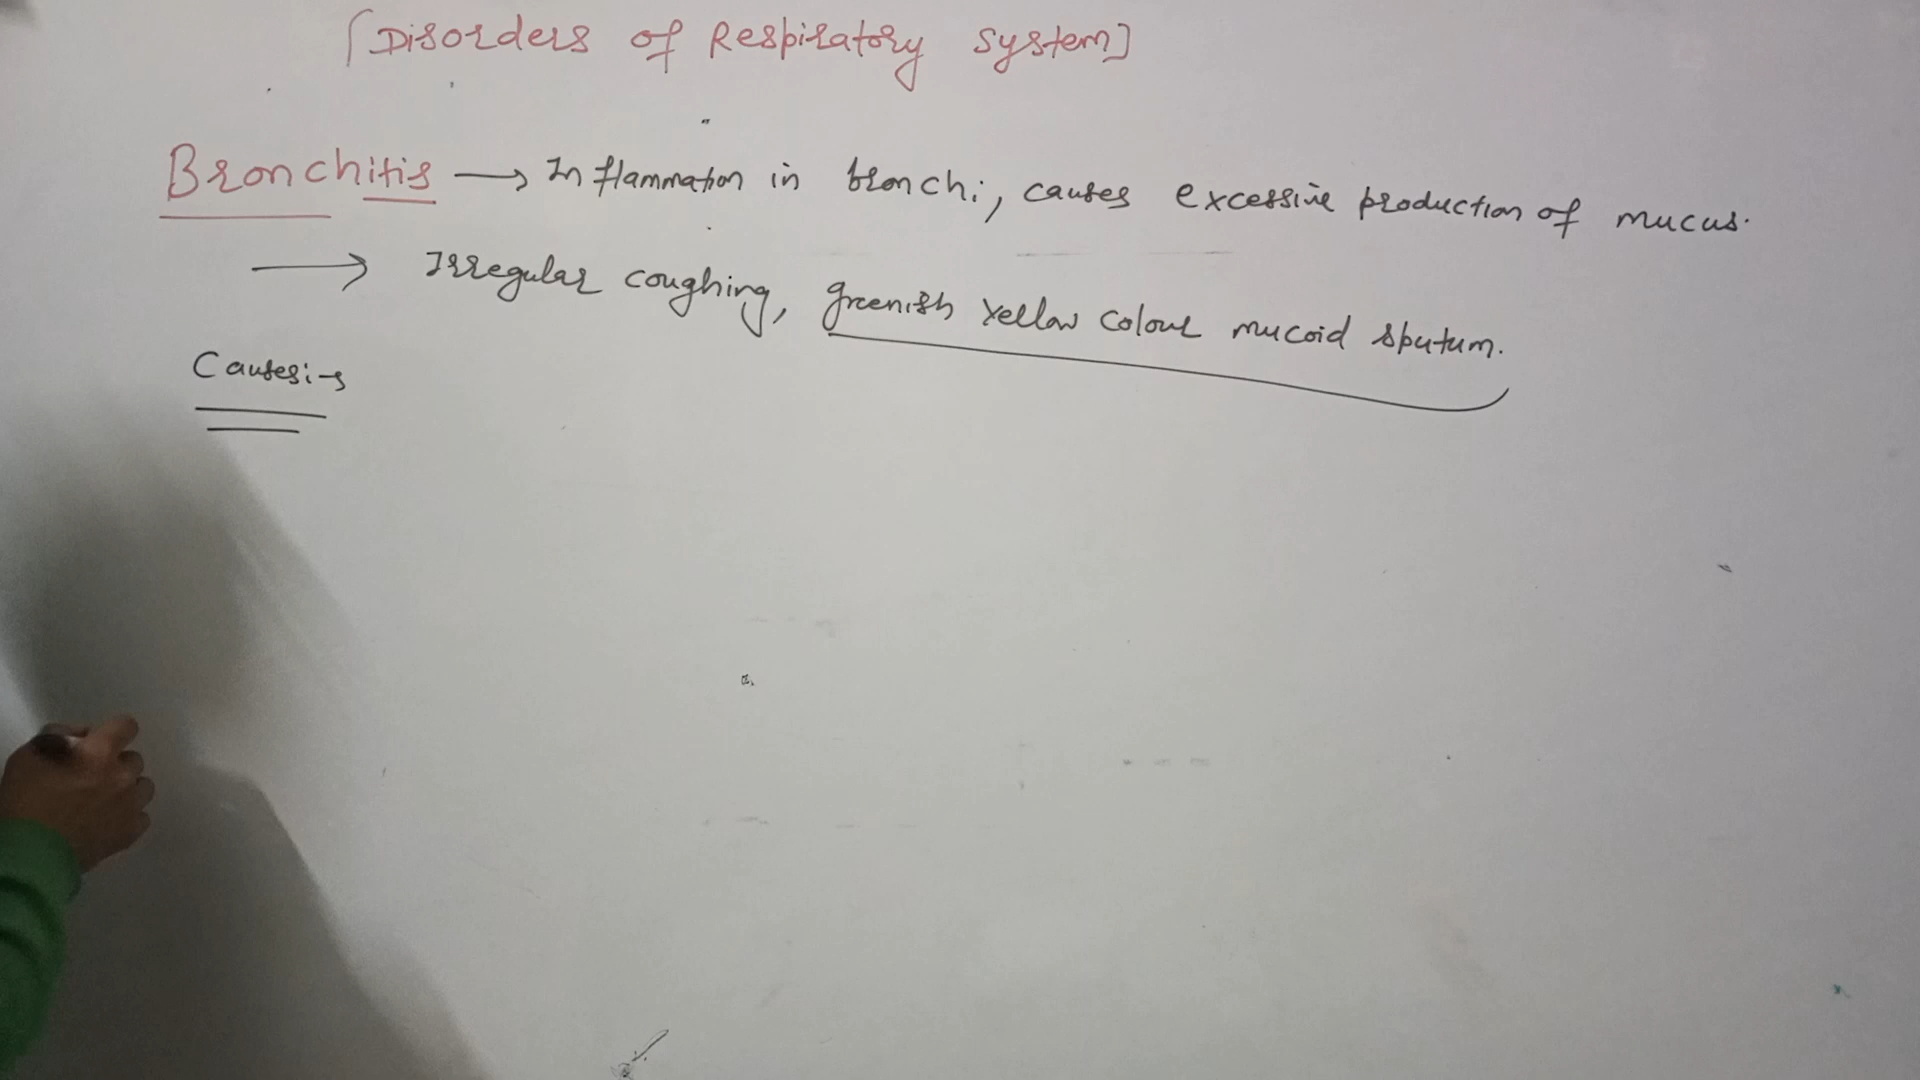 [Disorders of Respiratory System]
Bronchitis → Inflammation in bronchi, causes excessive production of mucus.
→ Irregular coughing, greenish yellow colour mucoid sputum.
Causes:-